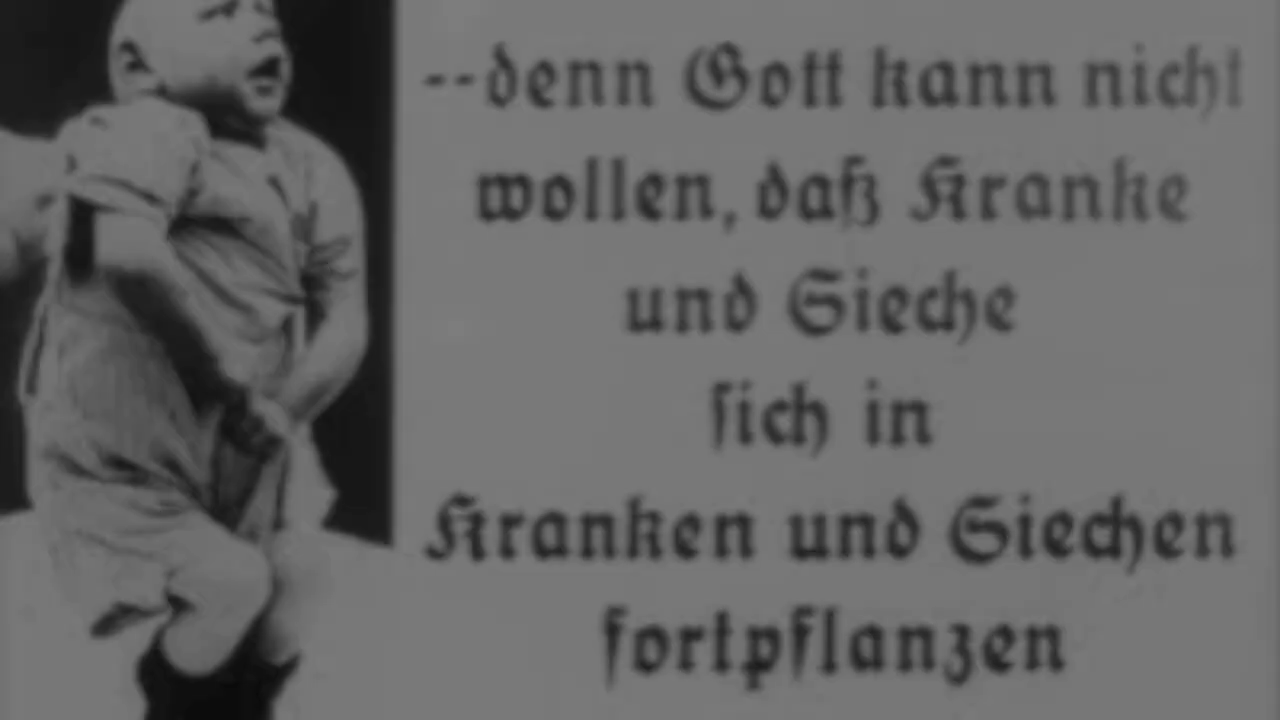 --denn Gott kann nicht
wollen, daß Kranke
und Sieche
sich in
Kranken und Siechen
fortpflanzen